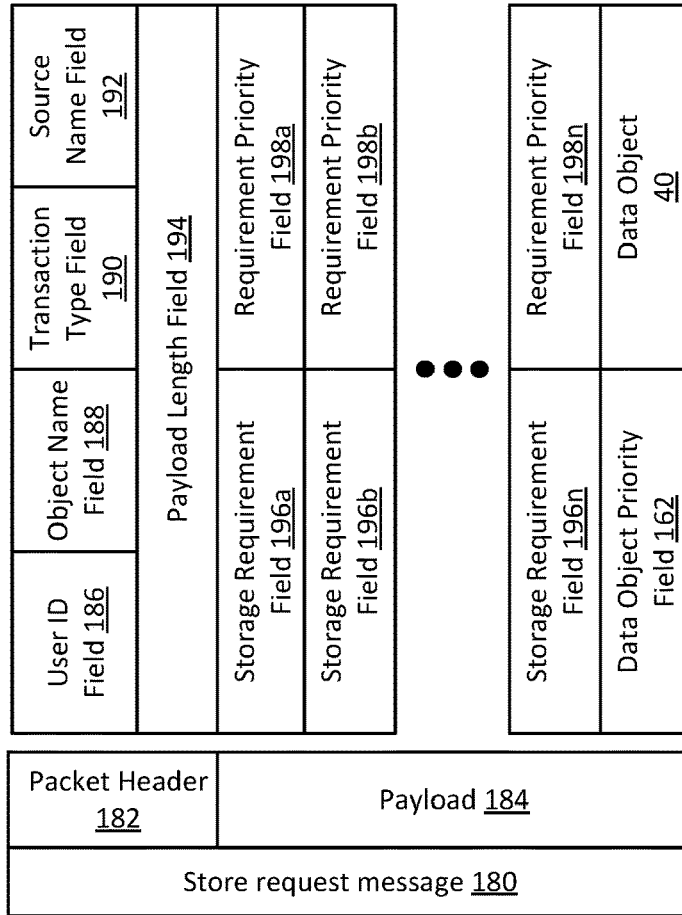 Store request message 180
Packet Header
182
Payload 184
User ID
Field 186
Object Name
Field 188
Transaction
Type Field
190
Source
Name Field
192
Payload Length Field 194
Storage Requirement
Field 196a
Requirement Priority
Field 198a
Storage Requirement
Field 196b
Requirement Priority
Field 198b
Storage Requirement
Field 196n
Requirement Priority
Field 198n
Data Object Priority
Field 162
Data Object
40